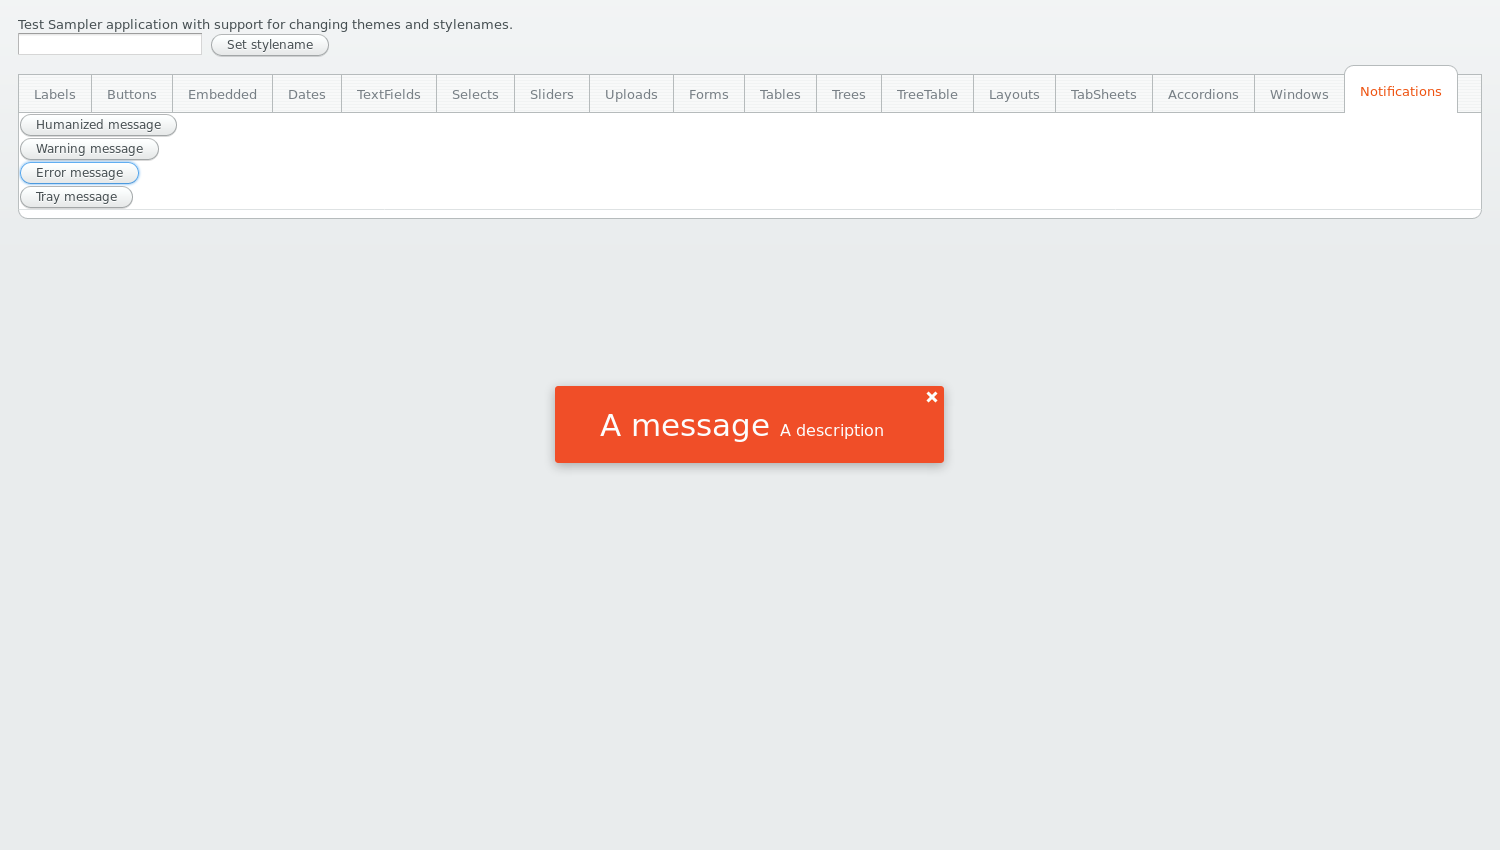 Test Sampler application with support for changing themes and stylenames.
Set stylename
Labels Buttons Embedded Dates TextFields Selects Sliders Uploads Forms Tables Trees TreeTable Layouts TabSheets Accordions Windows Notifications
Humanized message
Warning message
Error message
Tray message
A message A description